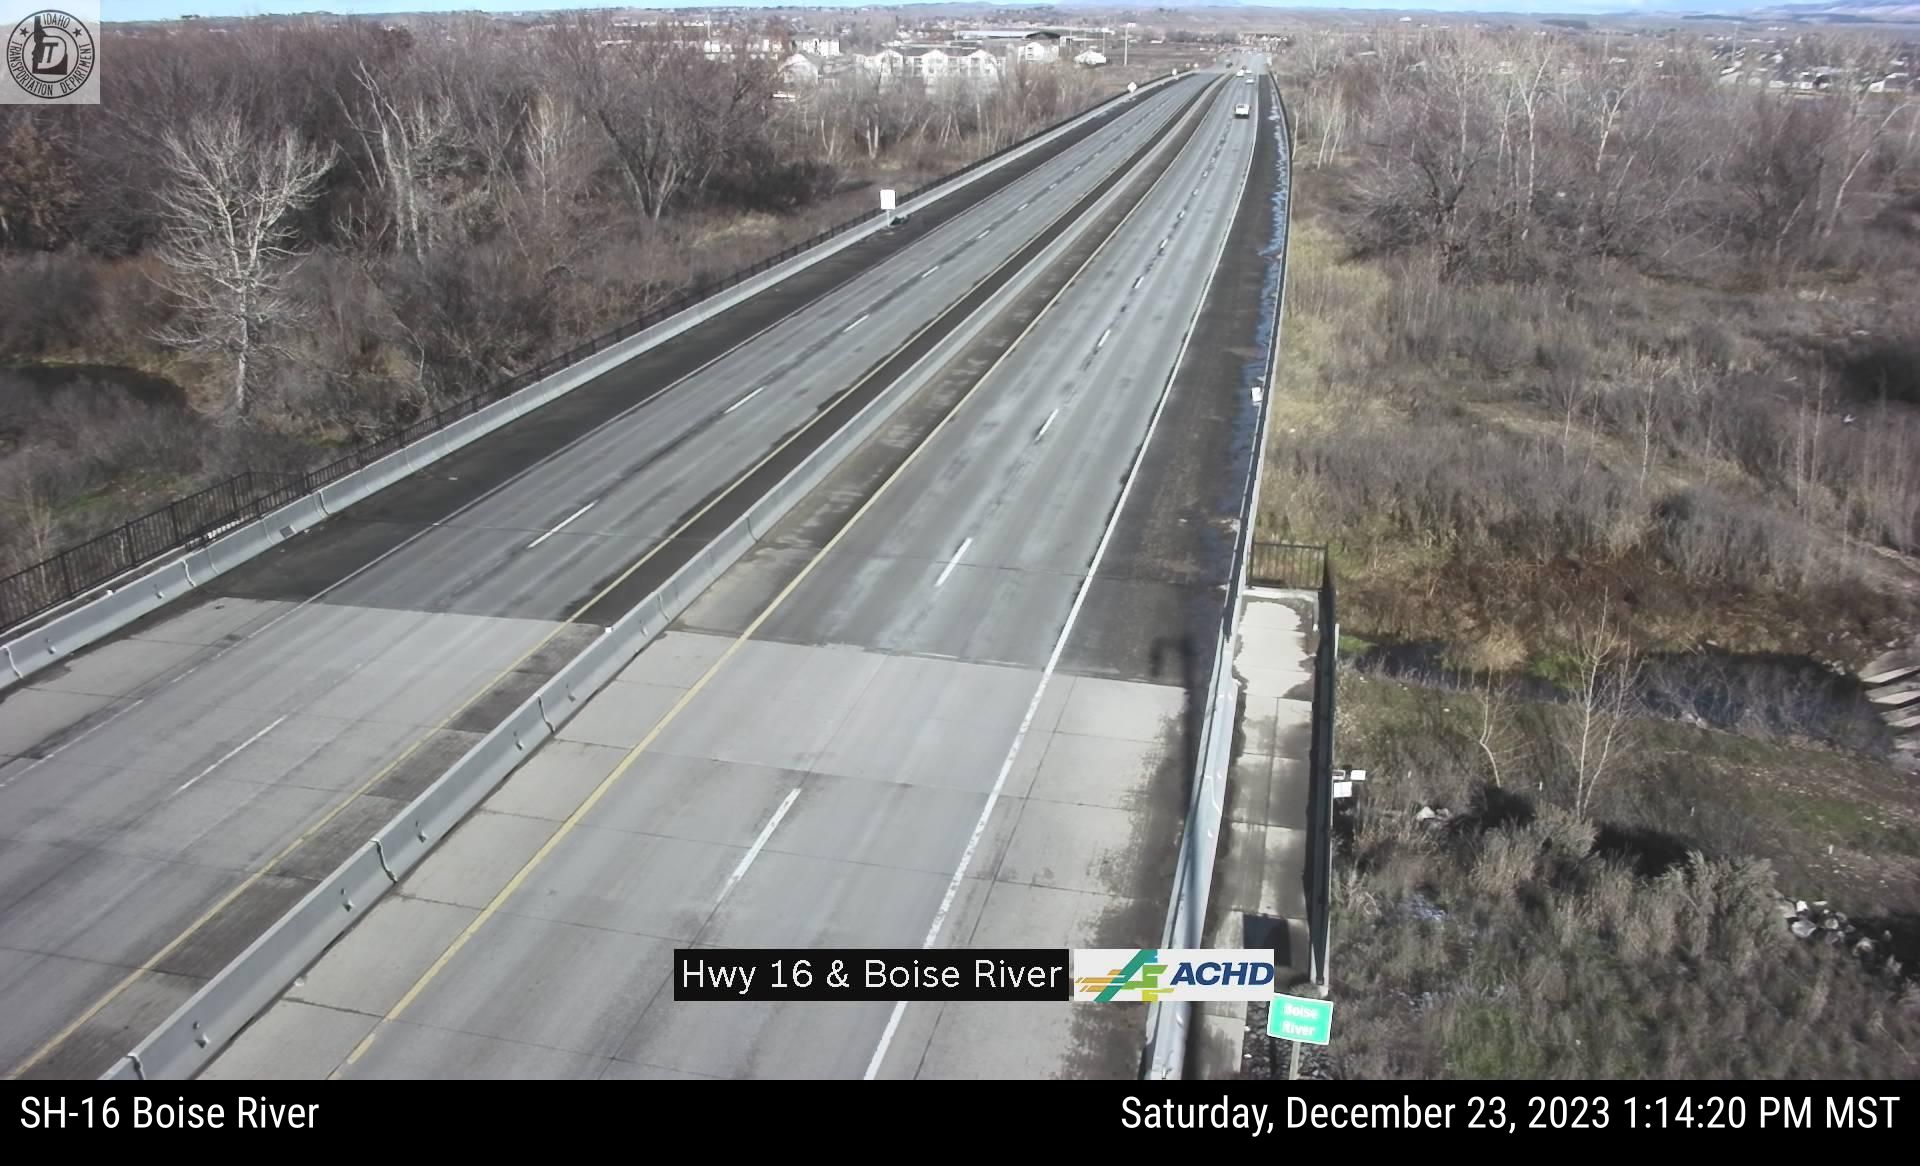 IDAHO
TRANSPORTATION DEPARTMENT
Hwy 16 & Boise River
ACHD
Boise
River
SH-16 Boise River
Saturday, December 23, 2023 1:14:20 PM MST